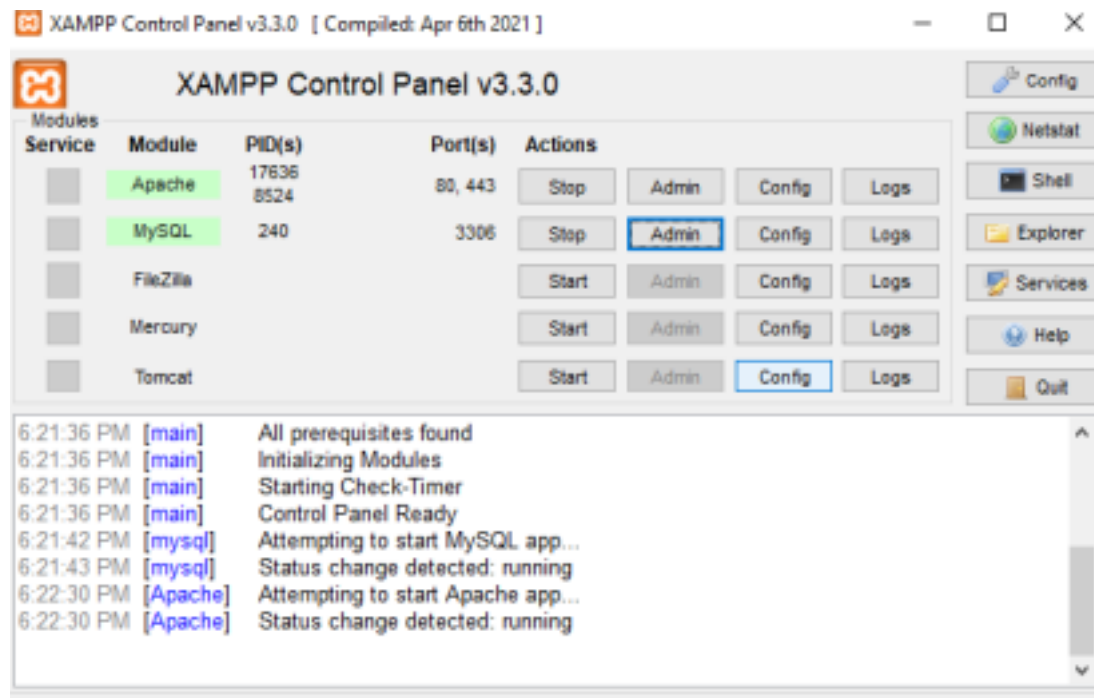 XAMPP Control Panel v3.3.0 [ Compiled: Apr 6th 2021 ]
XAMPP Control Panel v3.3.0
Config
Modules
Netstat
Service Module PID(s) Port(s) Actions
Apache 17636 8524 80, 443 Stop Admin Config Logs
Shell
MySQL 240 3306 Stop Admin Config Logs
Explorer
FileZilla Start Admin Config Logs
Services
Mercury Start Admin Config Logs
Help
Tomcat Start Admin Config Logs
Quit
6:21:36 PM [main] All prerequisites found
6:21:36 PM [main] Initializing Modules
6:21:36 PM [main] Starting Check-Timer
6:21:36 PM [main] Control Panel Ready
6:21:42 PM [mysql] Attempting to start MySQL app...
6:21:43 PM [mysql] Status change detected: running
6:22:30 PM [Apache] Attempting to start Apache app...
6:22:30 PM [Apache] Status change detected: running